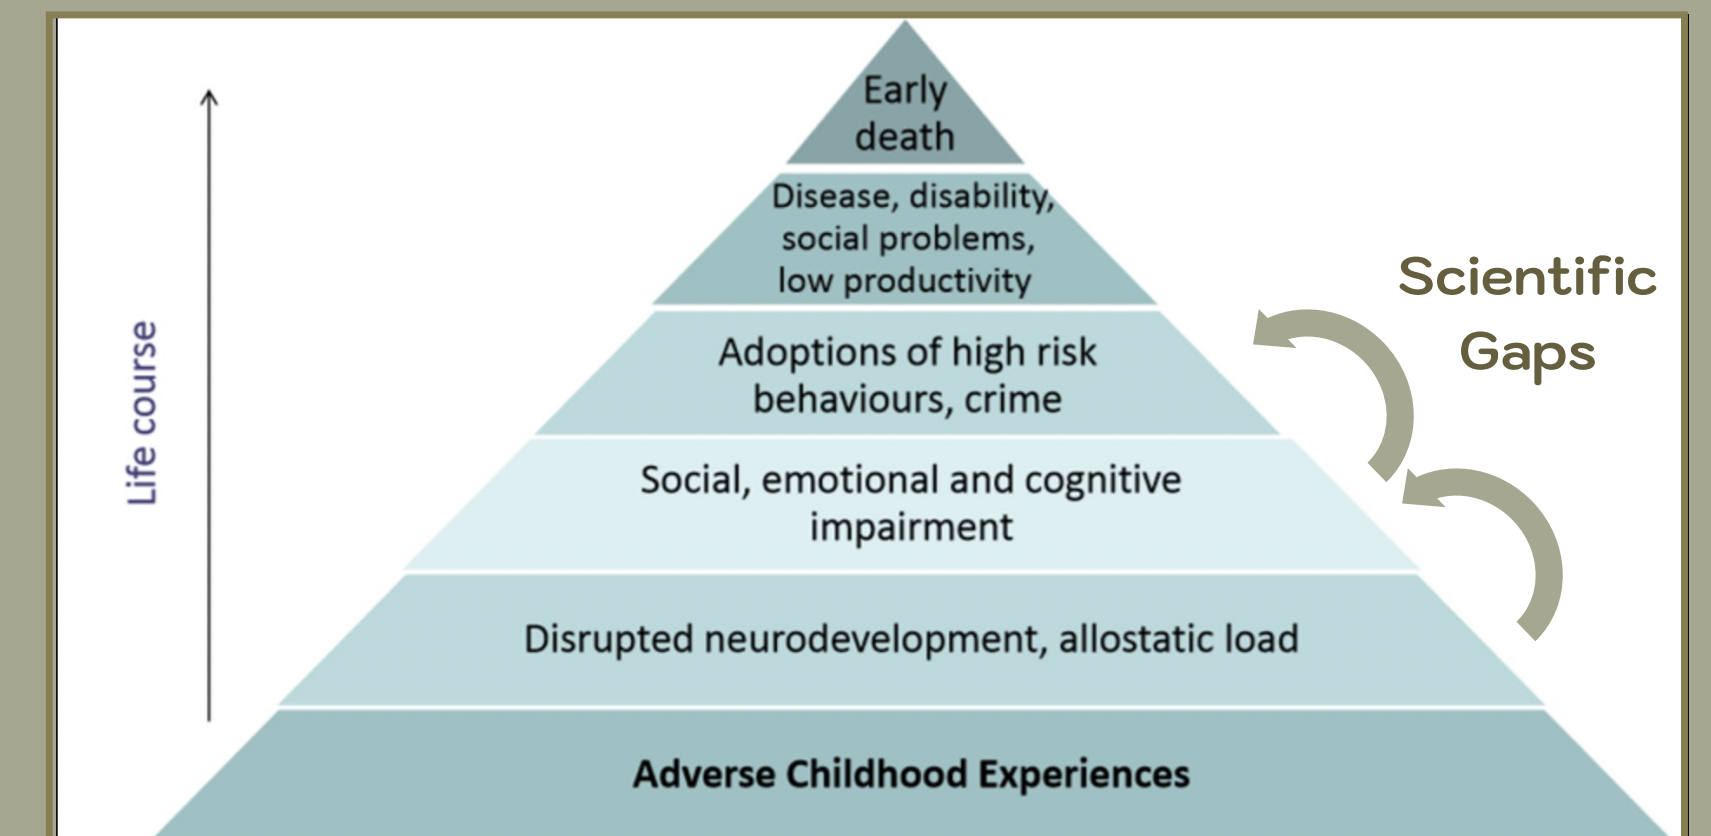 Early
death
Disease, disability,
social problems,
low productivity
Adoptions of high risk
behaviours, crime
Social, emotional and cognitive
impairment
Disrupted neurodevelopment, allostatic load
Adverse Childhood Experiences
Life course
Scientific
Gaps